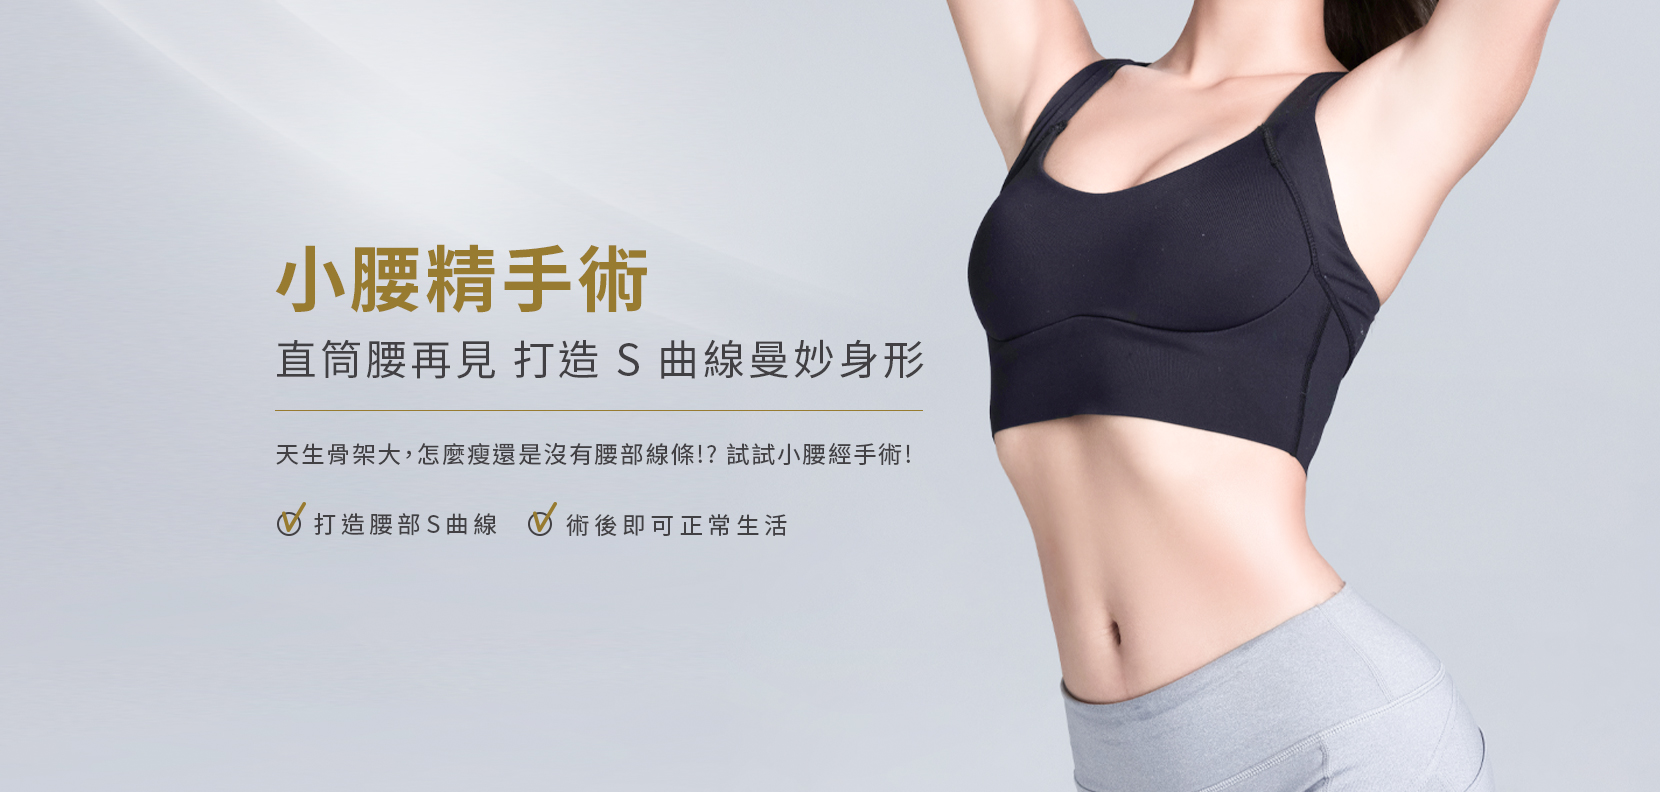 小腰精手術
直筒腰再見 打造 S 曲線曼妙身形
天生骨架大，怎麼瘦還是沒有腰部線條!? 試試小腰經手術!
打造腰部S曲線 術後即可正常生活